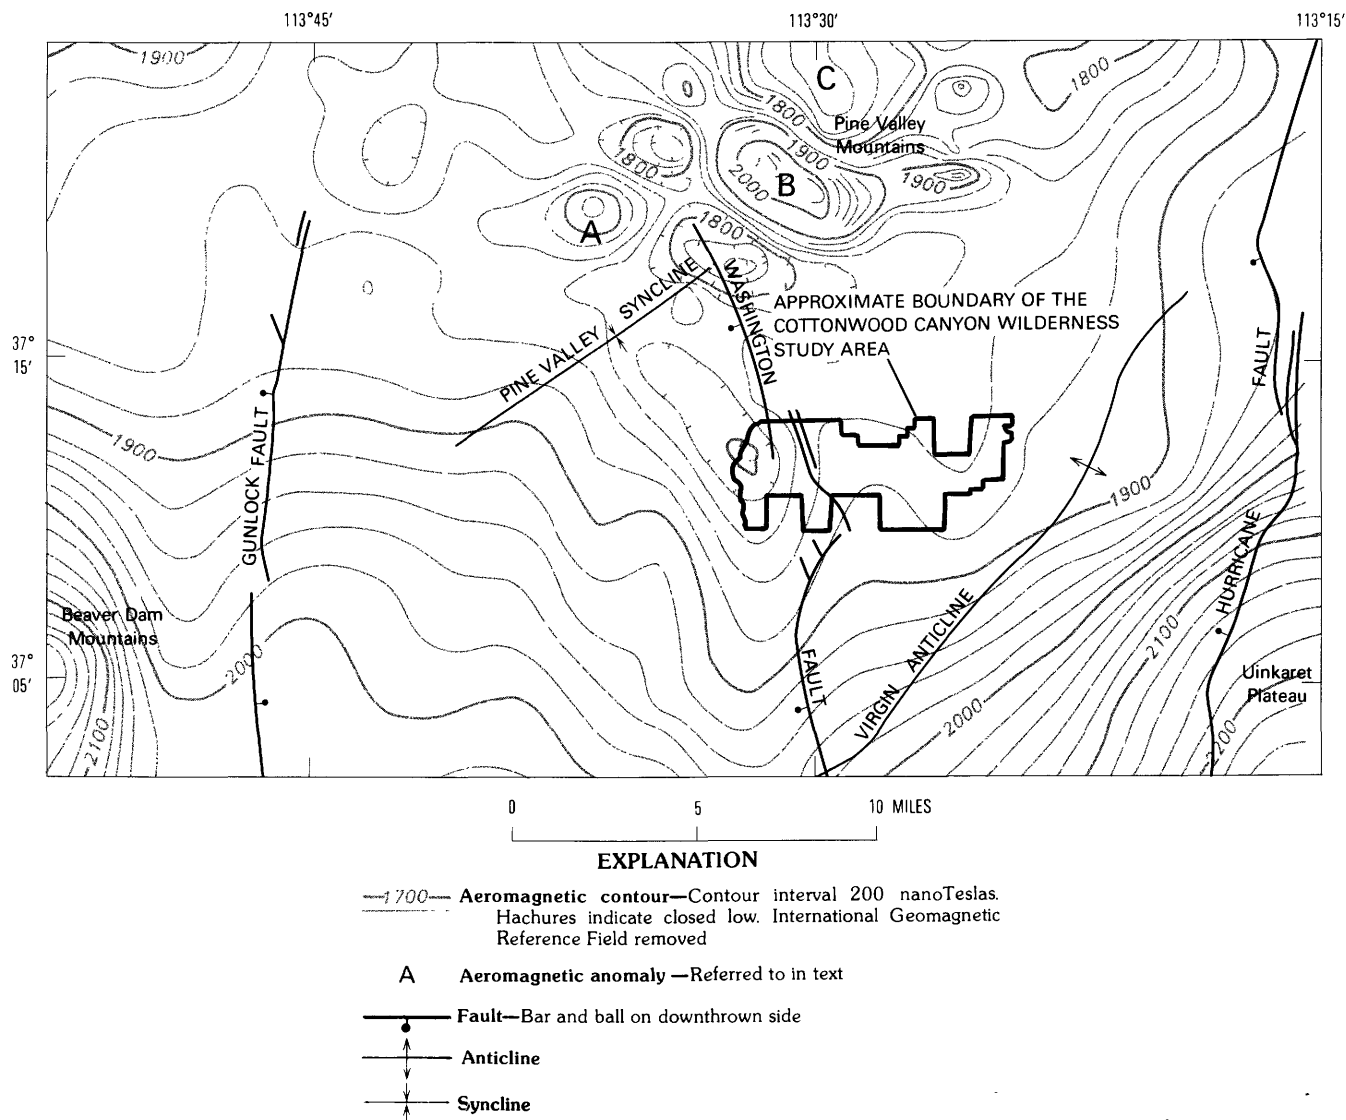 113°45′
113°30′
113°15′
1900
C
1800
1800
Pine Valley
Mountains
1900
1800
2000
B
1900
A
1800
PINE VALLEY SYNCLINE
WASHINGTON
FAULT
APPROXIMATE BOUNDARY OF THE
COTTONWOOD CANYON WILDERNESS
STUDY AREA
37°
15′
FAULT
HURRICANE
1900
GUNLOCK FAULT
1900
Beaver Dam
Mountains
2000
37°
05′
2100
VIRGIN ANTICLINE
2100
2000
Uinkaret
Plateau
2200
0 5 10 MILES
EXPLANATION
1700 Aeromagnetic contour—Contour interval 200 nanoTeslas.
Hachures indicate closed low. International Geomagnetic
Reference Field removed
A Aeromagnetic anomaly—Referred to in text
Fault—Bar and ball on downthrown side
Anticline
Syncline